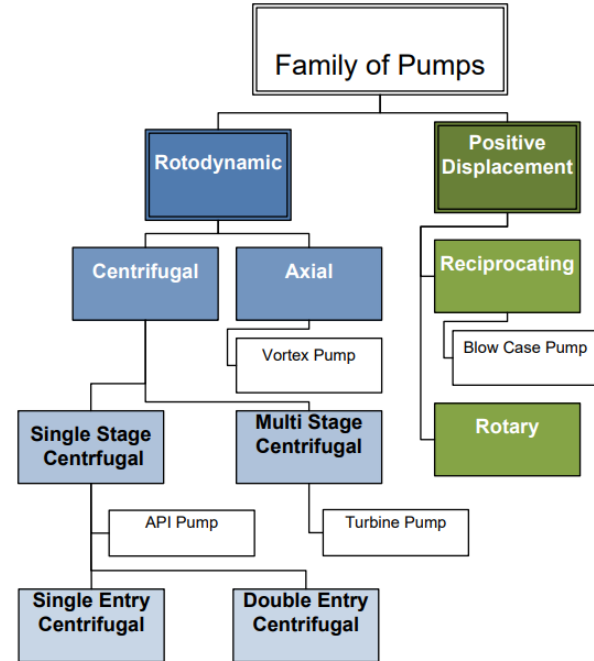 Family of Pumps
Rotodynamic
Positive
Displacement
Centrifugal
Axial
Reciprocating
Vortex Pump
Blow Case Pump
Single Stage
Centrfugal
Multi Stage
Centrifugal
Rotary
API Pump
Turbine Pump
Single Entry
Centrifugal
Double Entry
Centrifugal